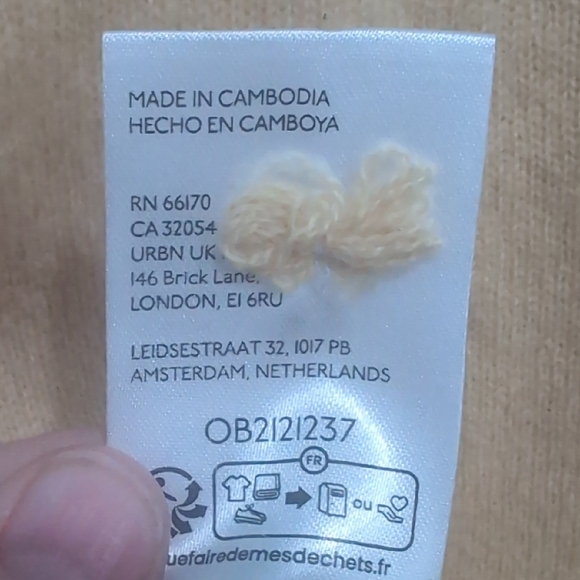 MADE IN CAMBODIA
HECHO EN CAMBOYA
RN 66170
CA 32054
URBN UK
146 Brick Lane,
LONDON, E1 6RU
LEIDSESTRAAT 32, 1017 PB
AMSTERDAM, NETHERLANDS
OB2121237
FR
ou
uefairedemesdechets.fr